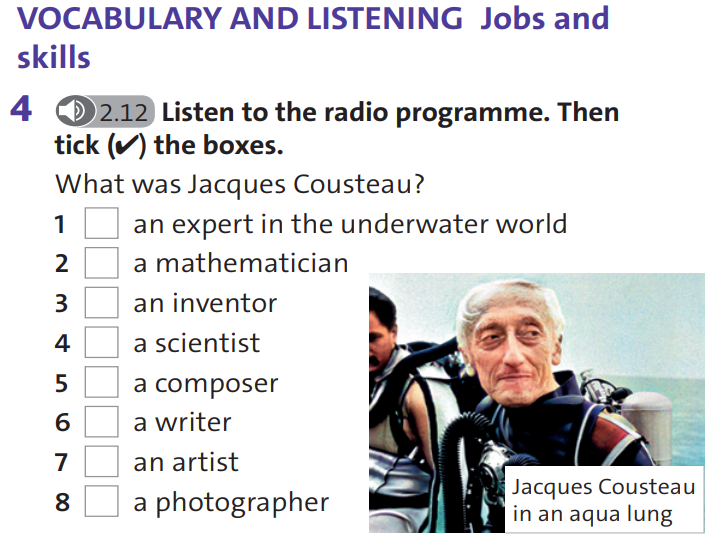 VOCABULARY AND LISTENING Jobs and
skills
4 2.12 Listen to the radio programme. Then
tick (✔) the boxes.
What was Jacques Cousteau?
1 an expert in the underwater world
2 a mathematician
3 an inventor
4 a scientist
5 a composer
6 a writer
7 an artist
8 a photographer
Jacques Cousteau
in an aqua lung